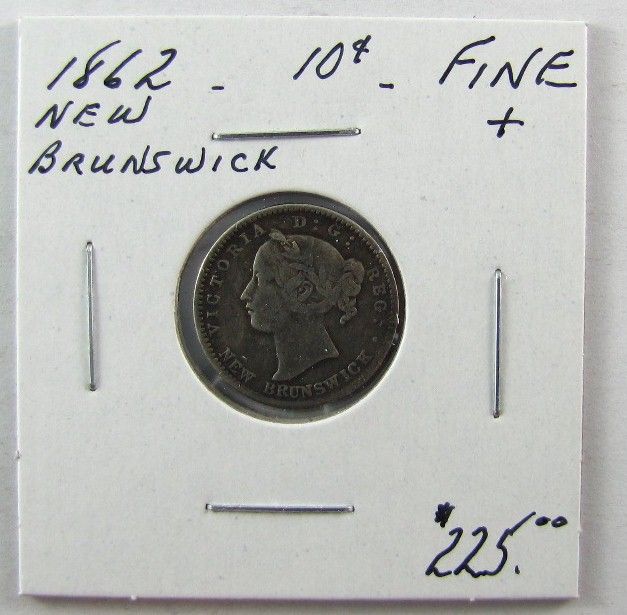 1862 - 10¢ - FINE
NEW +
BRUNSWICK
VICTORIA D:G: REG:
NEW BRUNSWICK
$225.00